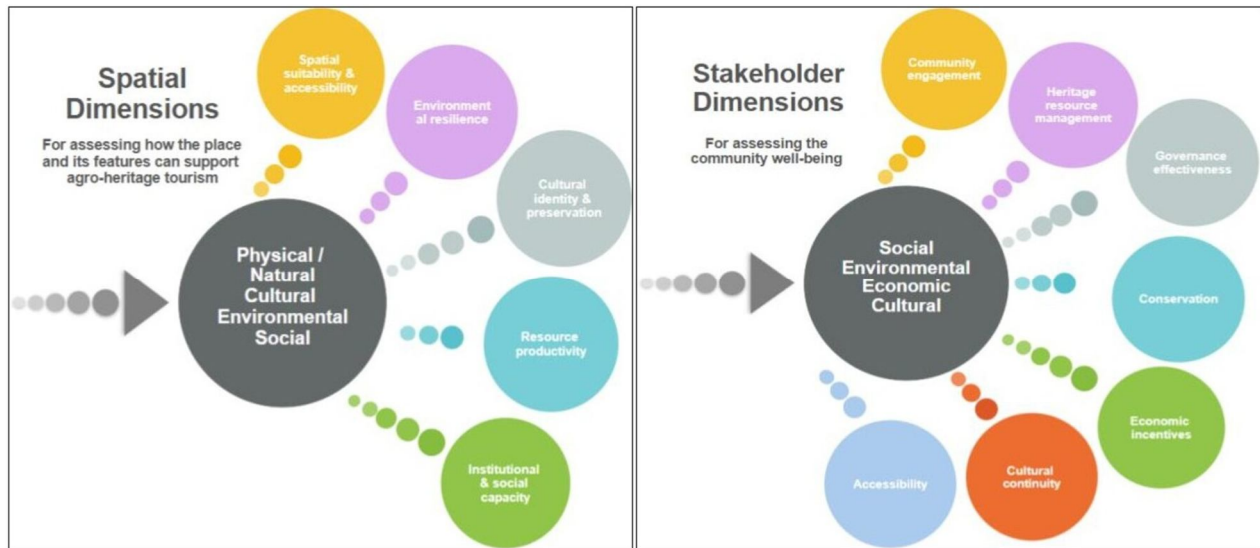 Spatial
Dimensions
For assessing how the place
and its features can support
agro-heritage tourism
Physical /
Natural
Cultural
Environmental
Social
Spatial
suitability &
accessibility
Environment
al resilience
Cultural
identity &
preservation
Resource
productivity
Institutional
& social
capacity
Stakeholder
Dimensions
For assessing the
community well-being
Social
Environmental
Economic
Cultural
Community
engagement
Heritage
resource
management
Governance
effectiveness
Conservation
Economic
incentives
Cultural
continuity
Accessibility